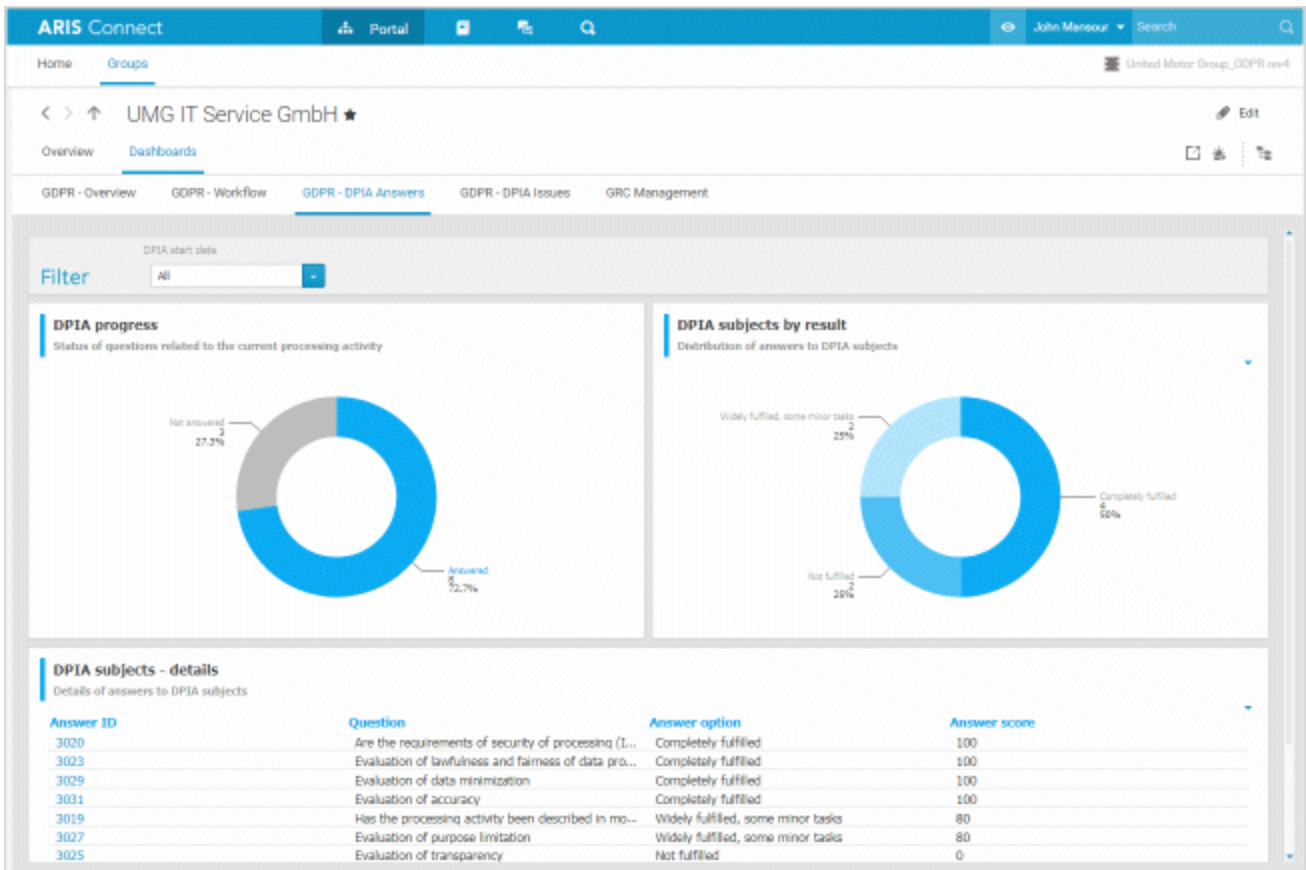 ARIS Connect Portal John Mansour Search
Home Groups United Motor Group_GDPR rev4
UMG IT Service GmbH Edit
Overview Dashboards
GDPR - Overview GDPR - Workflow GDPR - DPIA Answers GDPR - DPIA Issues GRC Management
DPIA start date
Filter All
DPIA progress
Status of questions related to the current processing activity
Not answered
3
27.3%
Answered
8
72.7%
DPIA subjects by result
Distribution of answers to DPIA subjects
Widely fulfilled, some minor tasks
2
25%
Completely fulfilled
4
50%
Not fulfilled
2
25%
DPIA subjects - details
Details of answers to DPIA subjects
Answer ID Question Answer option Answer score
3020 Are the requirements of security of processing (I... Completely fulfilled 100
3023 Evaluation of lawfulness and fairness of data pro... Completely fulfilled 100
3029 Evaluation of data minimization Completely fulfilled 100
3031 Evaluation of accuracy Completely fulfilled 100
3019 Has the processing activity been described in mo... Widely fulfilled, some minor tasks 80
3027 Evaluation of purpose limitation Widely fulfilled, some minor tasks 80
3025 Evaluation of transparency Not fulfilled 0